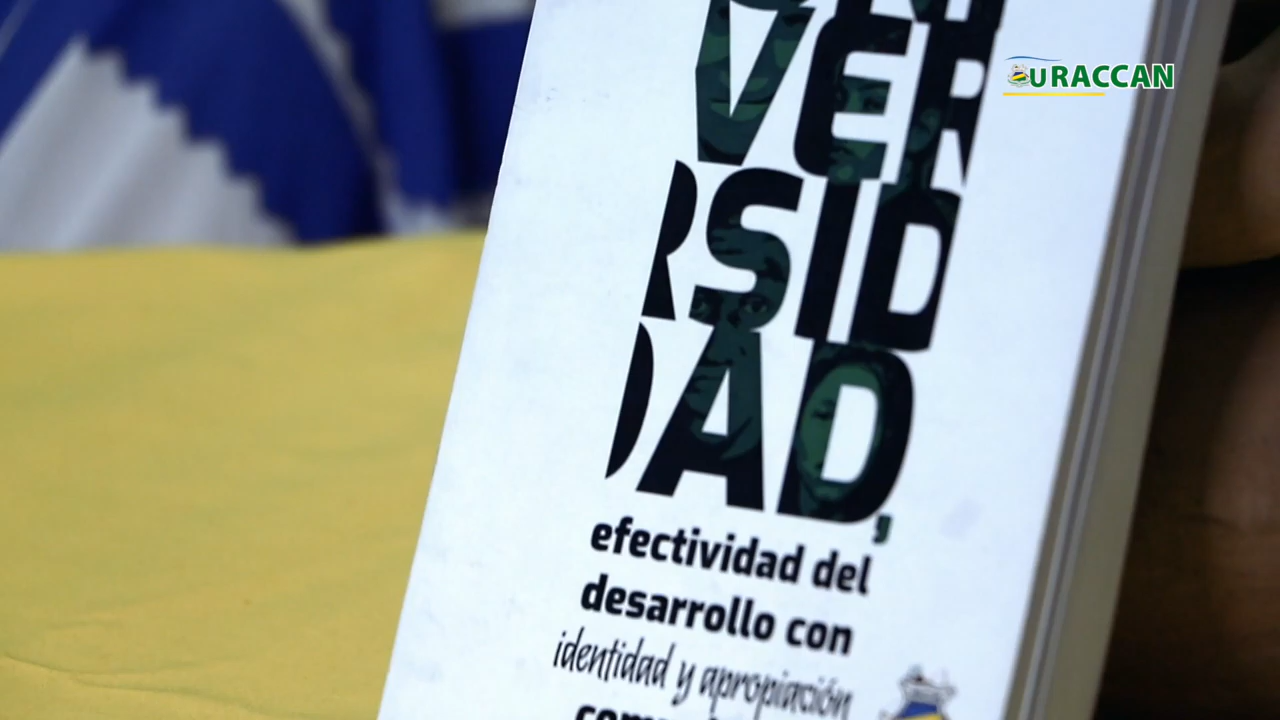 URACCAN
VER
RSID
DAD,
efectividad del
desarrollo con
identidad y apropiación